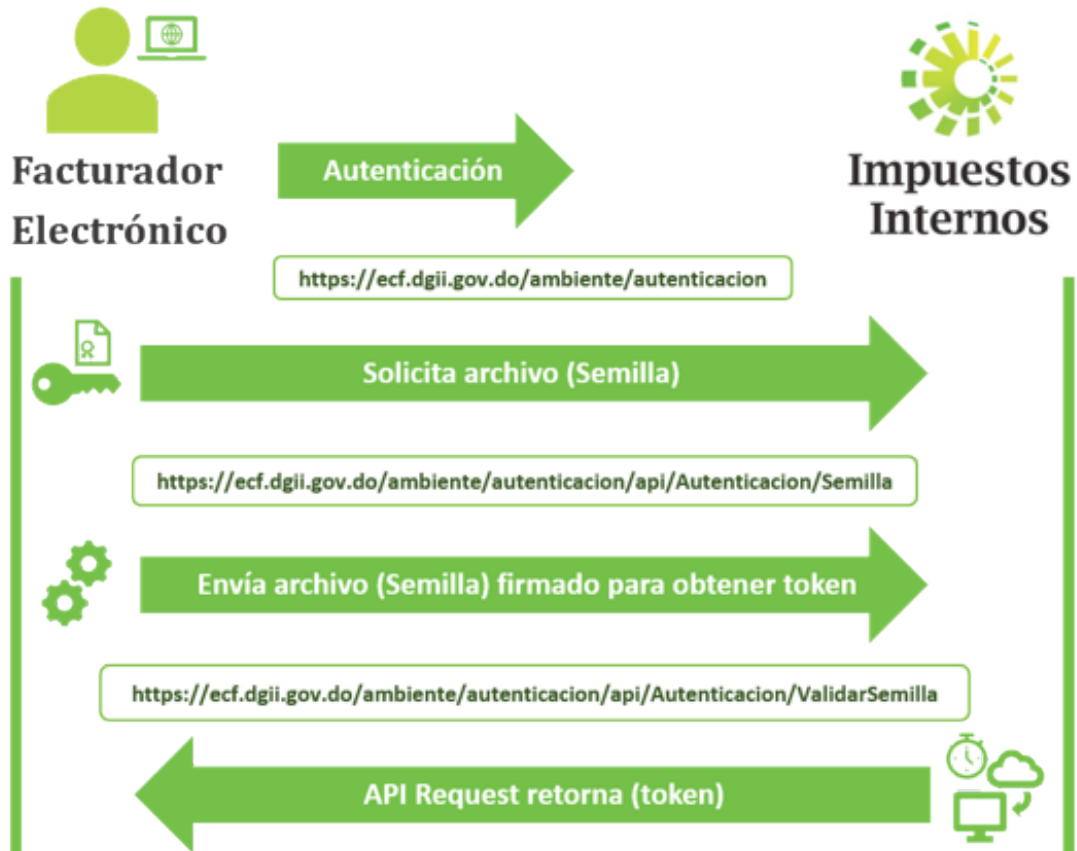 Facturador
Electrónico
Autenticación
Impuestos
Internos
https://ecf.dgii.gov.do/ambiente/autenticacion
Solicita archivo (Semilla)
https://ecf.dgii.gov.do/ambiente/autenticacion/api/Autenticacion/Semilla
Envía archivo (Semilla) firmado para obtener token
https://ecf.dgii.gov.do/ambiente/autenticacion/api/Autenticacion/ValidarSemilla
API Request retorna (token)